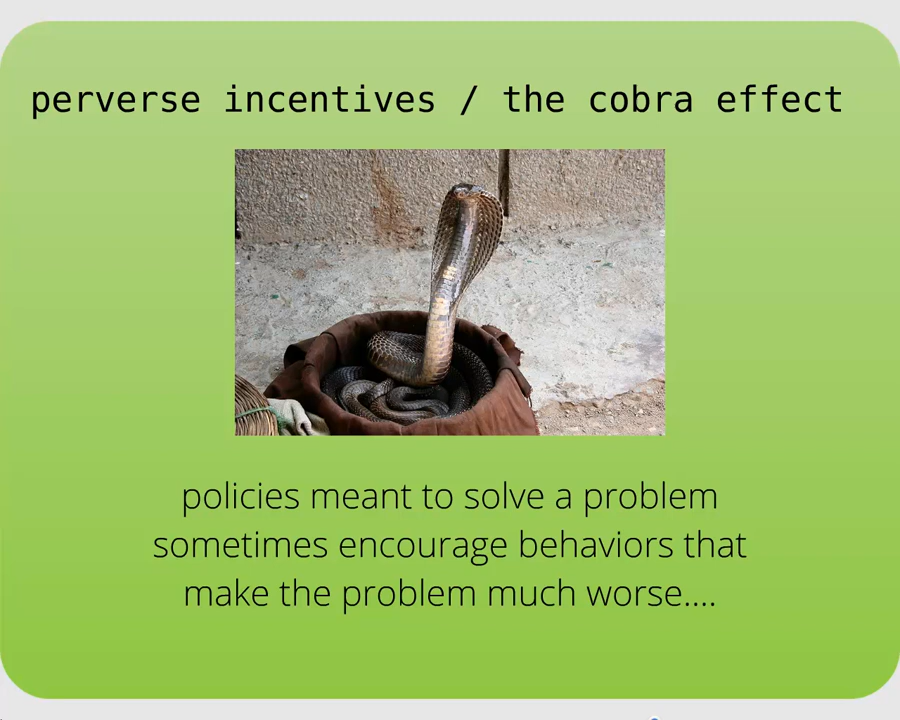 perverse incentives / the cobra effect
policies meant to solve a problem
sometimes encourage behaviors that
make the problem much worse....